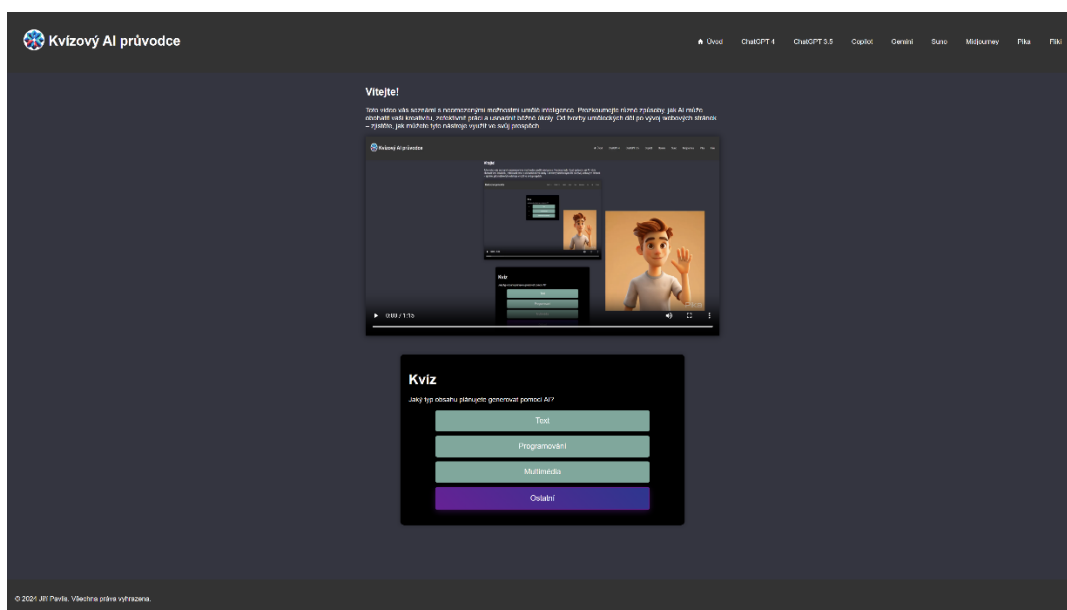 Kvízový AI průvodce
Úvod ChatGPT 4 ChatGPT 3.5 Copilot Gemini Suno Midjourney Pika Fliki
Vítejte!
Toto video vás seznámí s neomezenými možnostmi umělé inteligence. Prozkoumejte různé způsoby, jak AI může
obohatit vaši kreativitu, zefektivnit práci a usnadnit běžné úkoly. Od tvorby uměleckých děl po vývoj webových stránek
– zjistěte, jak můžete tyto nástroje využít ve svůj prospěch
Kvízový AI průvodce
Vítejte!
Kvíz
0:00 / 1:15
Kvíz
Jaký typ obsahu plánujete generovat pomocí AI?
Text
Programování
Multimédia
Ostatní
© 2024 Jiří Pavlis. Všechna práva vyhrazena.